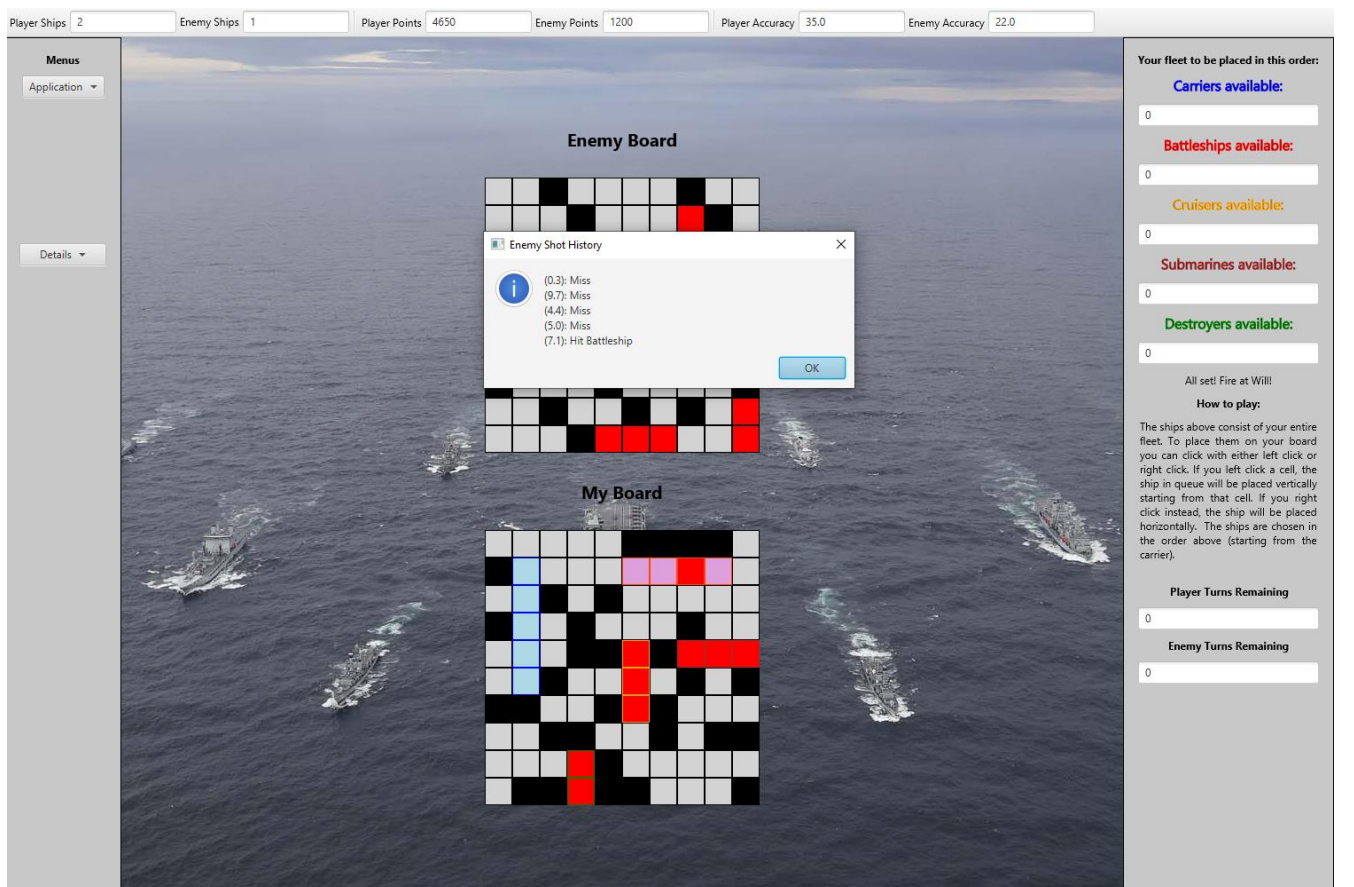 Player Ships 2 Enemy Ships 1 Player Points 4650 Enemy Points 1200 Player Accuracy 35.0 Enemy Accuracy 22.0
Menus
Application
Details
Enemy Board
Enemy Shot History
(0.3): Miss
(9.7): Miss
(4.4): Miss
(5.0): Miss
(7.1): Hit Battleship
OK
My Board
Your fleet to be placed in this order:
Carriers available:
0
Battleships available:
0
Cruisers available:
0
Submarines available:
0
Destroyers available:
0
All set! Fire at Will!
How to play:
The ships above consist of your entire
fleet. To place them on your board
you can click with either left click or
right click. If you left click a cell, the
ship in queue will be placed vertically
starting from that cell. If you right
click instead, the ship will be placed
horizontally. The ships are chosen in
the order above (starting from the
carrier).
Player Turns Remaining
0
Enemy Turns Remaining
0